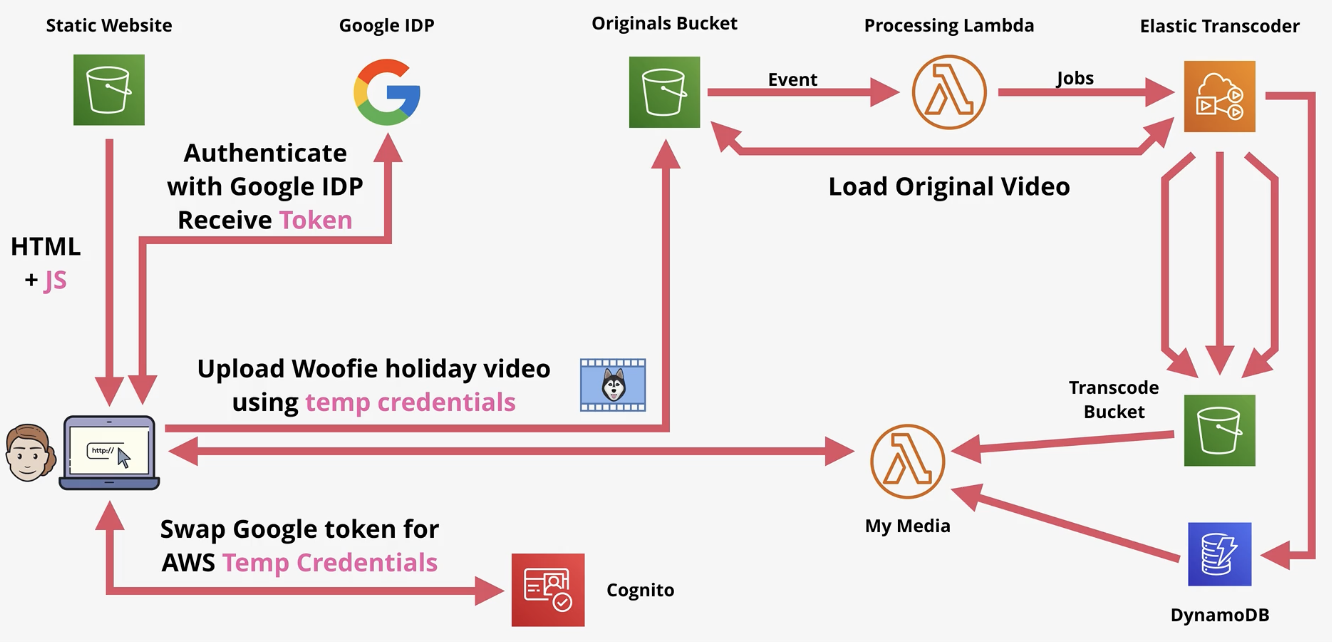 Static Website
Google IDP
Originals Bucket
Processing Lambda
Elastic Transcoder
Event
Jobs
Authenticate
with Google IDP
Receive Token
Load Original Video
HTML
+ JS
Upload Woofie holiday video
using temp credentials
Transcode
Bucket
http://
My Media
Swap Google token for
AWS Temp Credentials
Cognito
DynamoDB